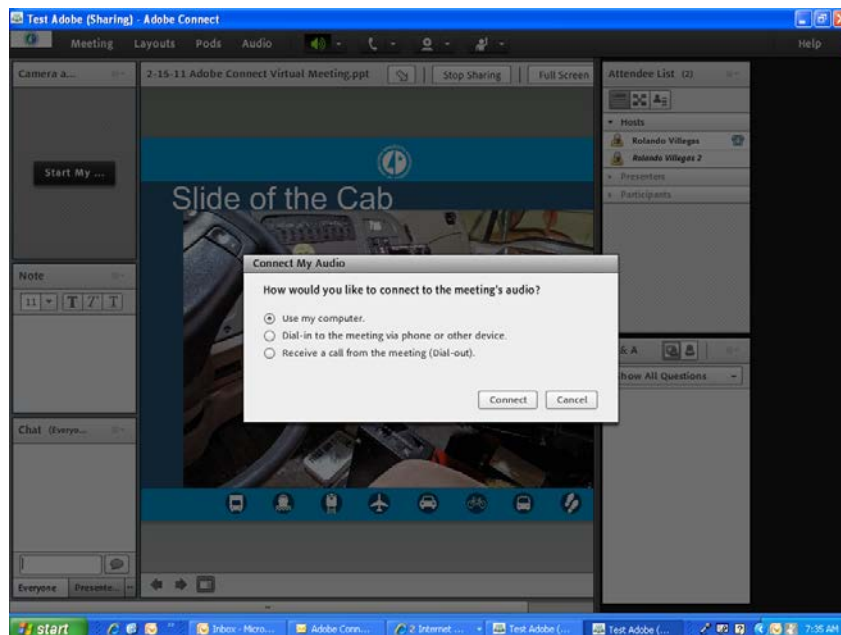 Test Adobe (Sharing) - Adobe Connect
Meeting Layouts Pods Audio Help
Camera a...
2-15-11 Adobe Connect Virtual Meeting.ppt Stop Sharing Full Screen
Attendee List (2)
Hosts
Rolando Villegas
Rolando Villegas 2
Presenters
Participants
Start My ...
Slide of the Cab
Connect My Audio
How would you like to connect to the meeting's audio?
Use my computer.
Dial-in to the meeting via phone or other device.
Receive a call from the meeting (Dial-out).
Connect Cancel
Note
11 T T T
& A
how All Questions
Chat (Everyo...
Everyone Presente...
start Inbox - Micro... Adobe Conn... 2 Internet ... Test Adobe (... Test Adobe (... 7:35 AM